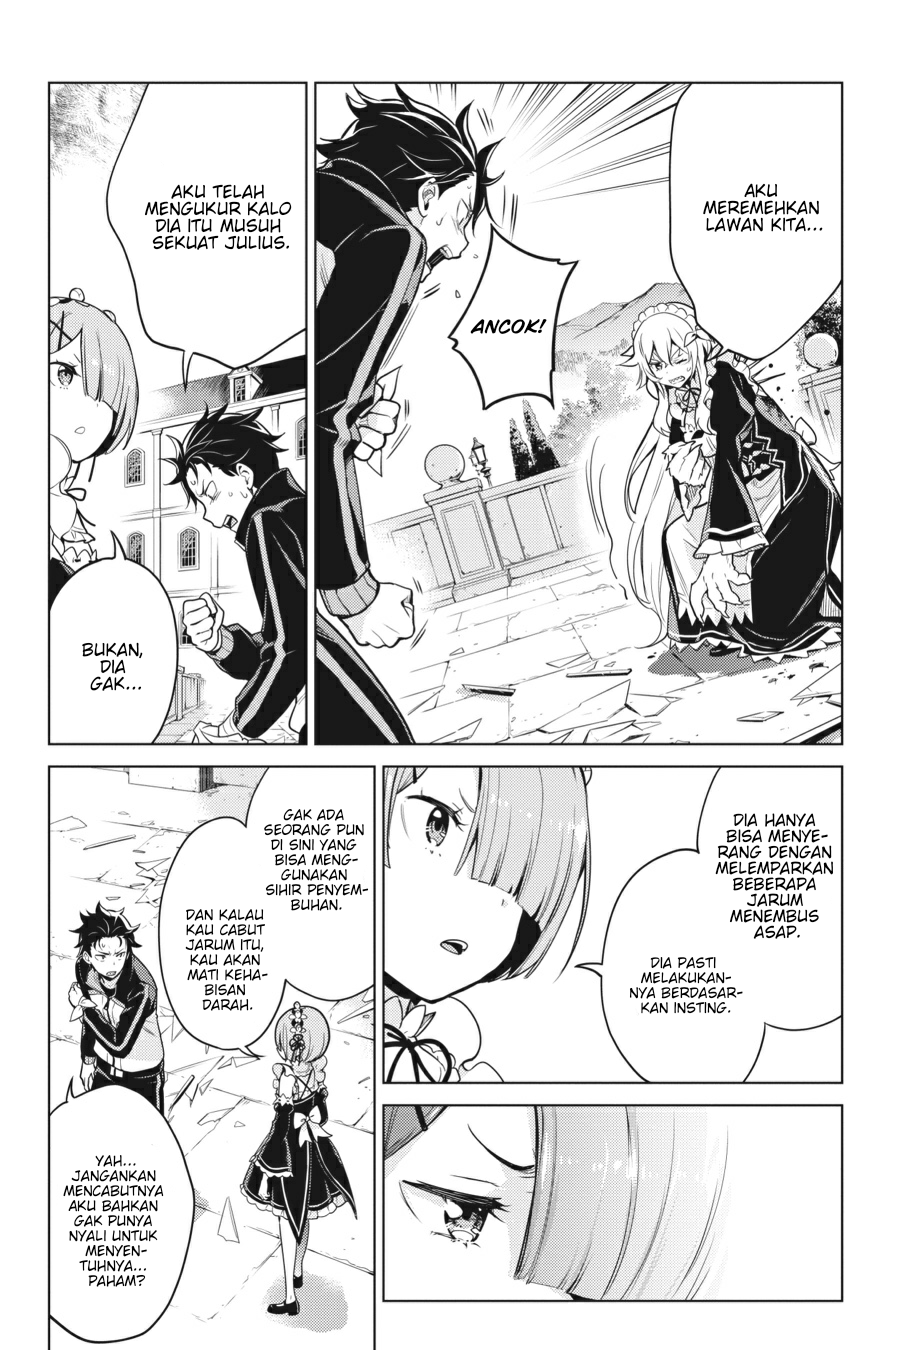 AKU
MEREMEHKAN
LAWAN KITA...
ANCOK!
AKU TELAH
MENGUKUR KALO
DIA ITU MUSUH
SEKUAT JULIUS.
BUKAN,
DIA
GAK...
DIA HANYA
BISA MENYE-
RANG DENGAN
MELEMPARKAN
BEBERAPA
JARUM
MENEMBUS
ASAP.
DIA PASTI
MELAKUKAN-
NYA BERDASAR-
KAN INSTING.
GAK ADA
SEORANG PUN
DI SINI YANG
BISA MENG-
GUNAKAN
SIHIR PENYEM-
BUHAN.
DAN KALAU
KAU CABUT
JARUM ITU,
KAU AKAN
MATI KEHA-
BISAN
DARAH.
YAH...
JANGANKAN
MENCABUTNYA
AKU BAHKAN
GAK PUNYA
NYALI UNTUK
MENYEN-
TUHNYA...
PAHAM?